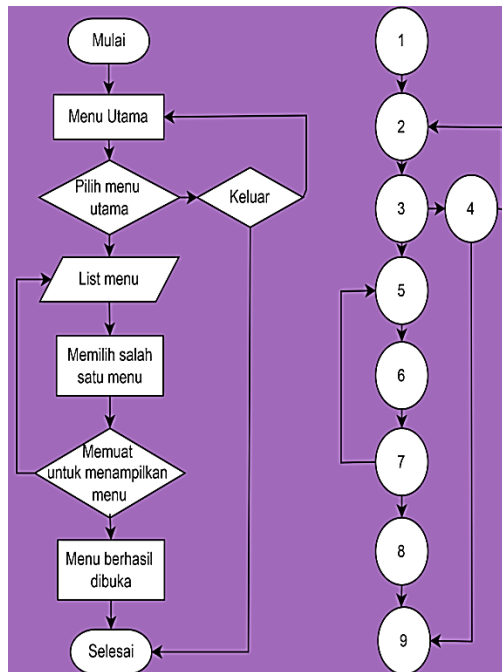 Mulai
Menu Utama
Pilih menu
utama
Keluar
List menu
Memilih salah
satu menu
Memuat
untuk menampilkan
menu
Menu berhasil
dibuka
Selesai
1
2
3
4
5
6
7
8
9